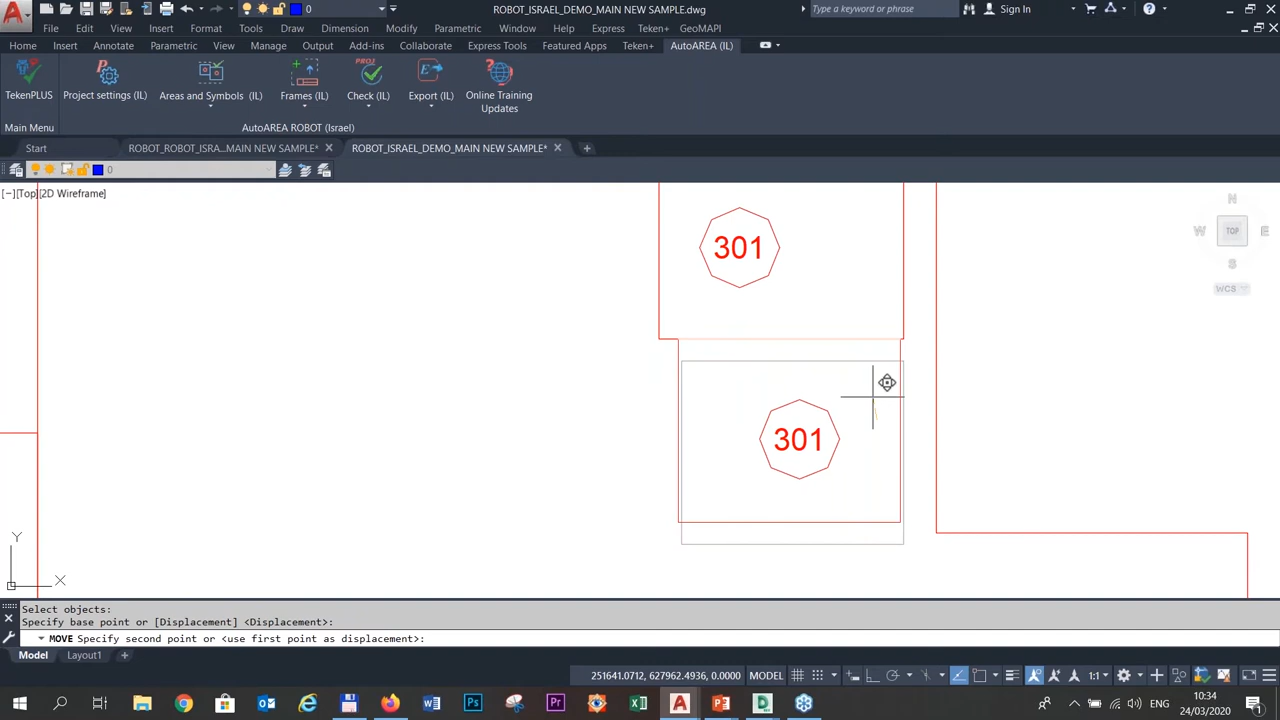 ROBOT_ISRAEL_DEMO_MAIN NEW SAMPLE.dwg
0
Type a keyword or phrase
Sign In
File Edit View Insert Format Tools Draw Dimension Modify Parametric Window Help Express Teken+ GeoMAPI
Home Insert Annotate Parametric View Manage Output Add-ins Collaborate Express Tools Featured Apps Teken+ AutoAREA (IL)
TekenPLUS
Project settings (IL)
Areas and Symbols (IL)
Frames (IL)
Check (IL)
Export (IL)
Online Training
Updates
PROJ
Main Menu
AutoAREA ROBOT (Israel)
Start
ROBOT_ROBOT_ISRA...MAIN NEW SAMPLE*
ROBOT_ISRAEL_DEMO_MAIN NEW SAMPLE*
0
[−][Top][2D Wireframe]
N
W TOP E
S
WCS
301
301
Y
X
Select objects:
Specify base point or [Displacement] <Displacement>:
MOVE Specify second point or <use first point as displacement>:
Model Layout1
251641.0712, 627962.4936, 0.0000 MODEL
1:1
10:34
24/03/2020